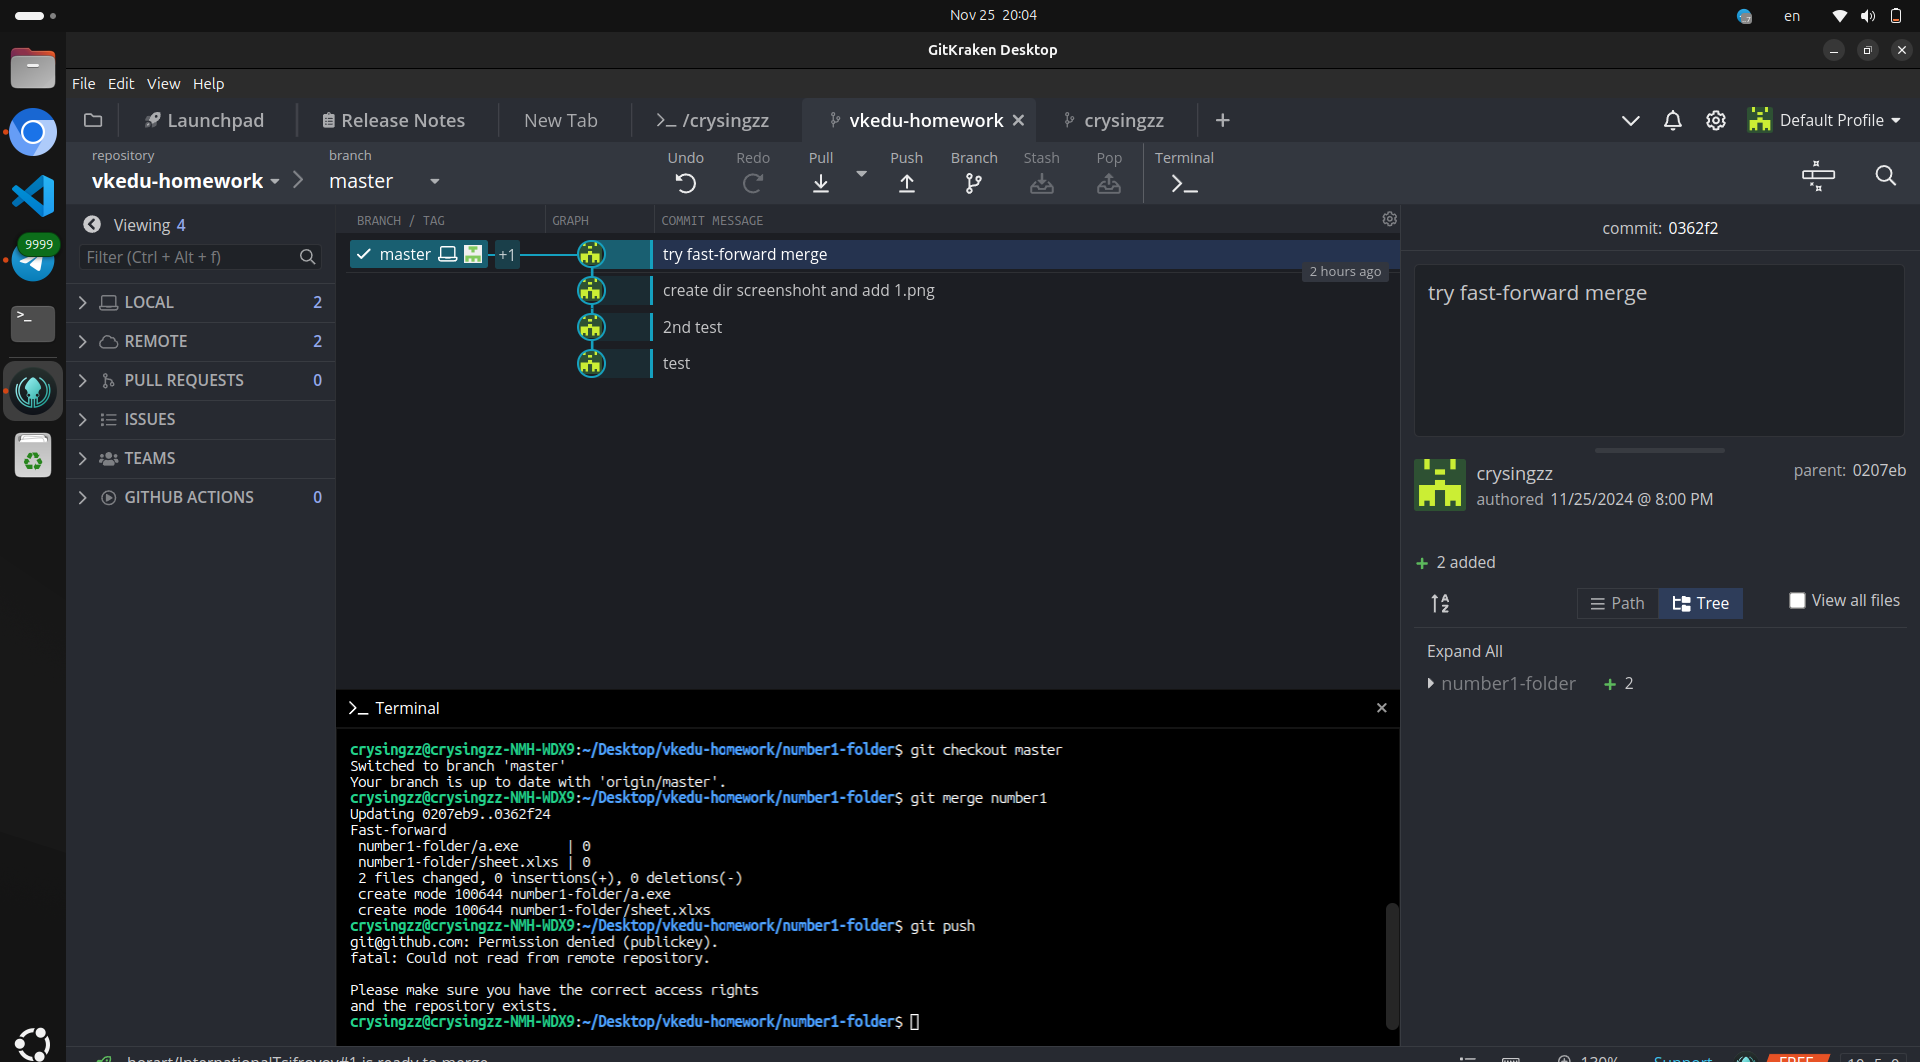 Nov 25 20:04
en
GitKraken Desktop
File Edit View Help
Launchpad
Release Notes
New Tab
/crysingzz
vkedu-homework
crysingzz
Default Profile
repository
vkedu-homework
branch
master
Undo
Redo
Pull
Push
Branch
Stash
Pop
Terminal
9999
Viewing 4
Filter (Ctrl + Alt + f)
LOCAL 2
REMOTE 2
PULL REQUESTS 0
ISSUES
TEAMS
GITHUB ACTIONS 0
BRANCH / TAG GRAPH COMMIT MESSAGE
master +1 try fast-forward merge
2 hours ago
create dir screenshoht and add 1.png
2nd test
test
commit: 0362f2
try fast-forward merge
crysingzz
parent: 0207eb
authored 11/25/2024 @ 8:00 PM
+ 2 added
Path
Tree
View all files
Expand All
number1-folder + 2
>_ Terminal
crysingzz@crysingzz-NMH-WDX9:~/Desktop/vkedu-homework/number1-folder$ git checkout master
Switched to branch 'master'
Your branch is up to date with 'origin/master'.
crysingzz@crysingzz-NMH-WDX9:~/Desktop/vkedu-homework/number1-folder$ git merge number1
Updating 0207eb9..0362f24
Fast-forward
number1-folder/a.exe | 0
number1-folder/sheet.xlxs | 0
2 files changed, 0 insertions(+), 0 deletions(-)
create mode 100644 number1-folder/a.exe
create mode 100644 number1-folder/sheet.xlxs
crysingzz@crysingzz-NMH-WDX9:~/Desktop/vkedu-homework/number1-folder$ git push
git@github.com: Permission denied (publickey).
fatal: Could not read from remote repository.
Please make sure you have the correct access rights
and the repository exists.
crysingzz@crysingzz-NMH-WDX9:~/Desktop/vkedu-homework/number1-folder$
is ready to merge
130%
Support
FREE